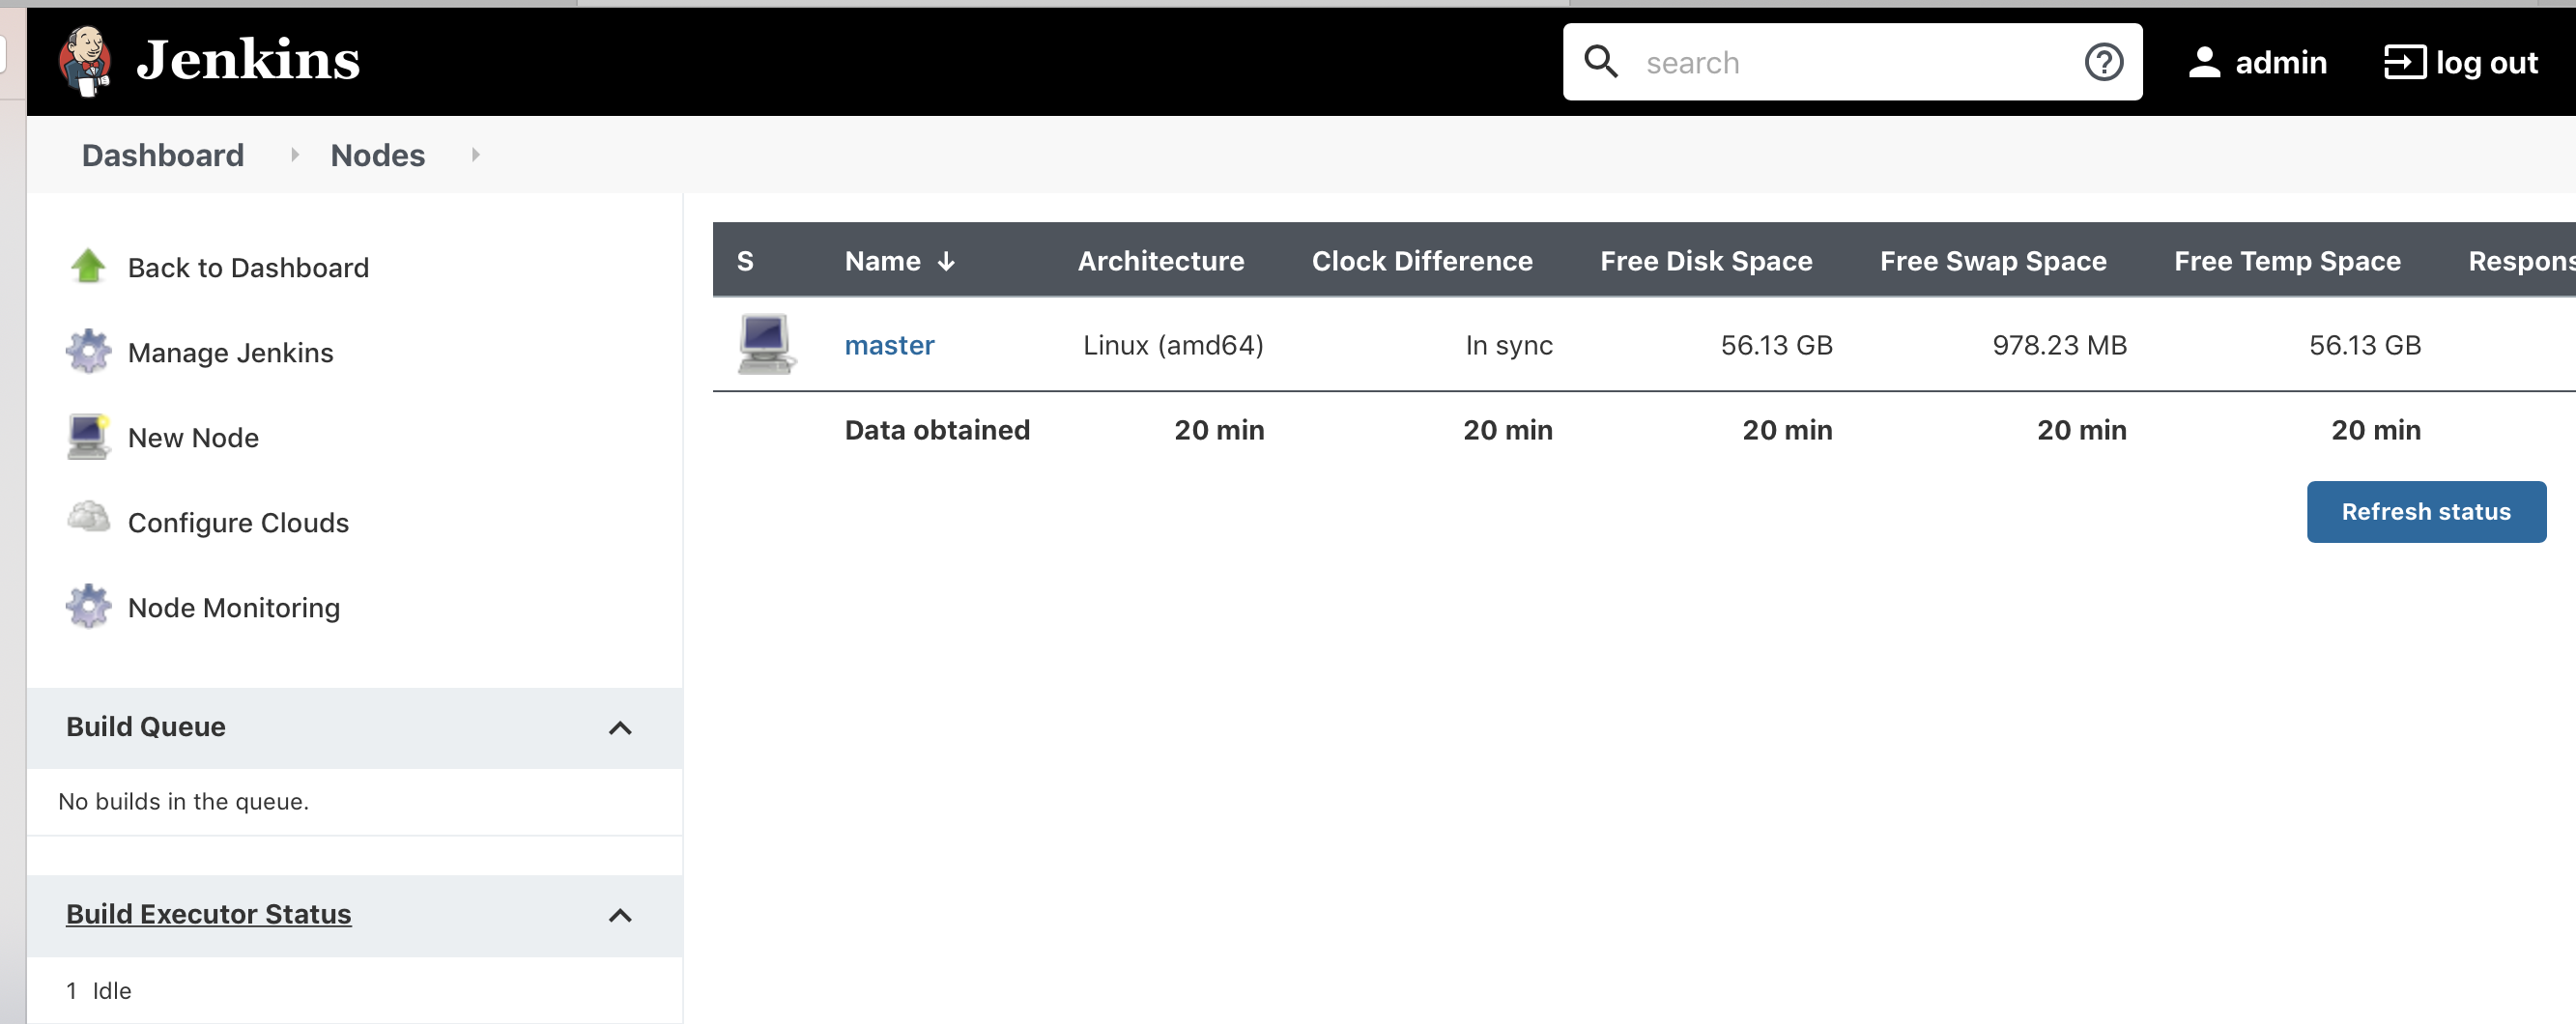 Jenkins
search
admin
log out
Dashboard
Nodes
Back to Dashboard
Manage Jenkins
New Node
Configure Clouds
Node Monitoring
Build Queue
No builds in the queue.
Build Executor Status
1 Idle
S Name ↓ Architecture Clock Difference Free Disk Space Free Swap Space Free Temp Space Respons
master Linux (amd64) In sync 56.13 GB 978.23 MB 56.13 GB
Data obtained 20 min 20 min 20 min 20 min 20 min
Refresh status